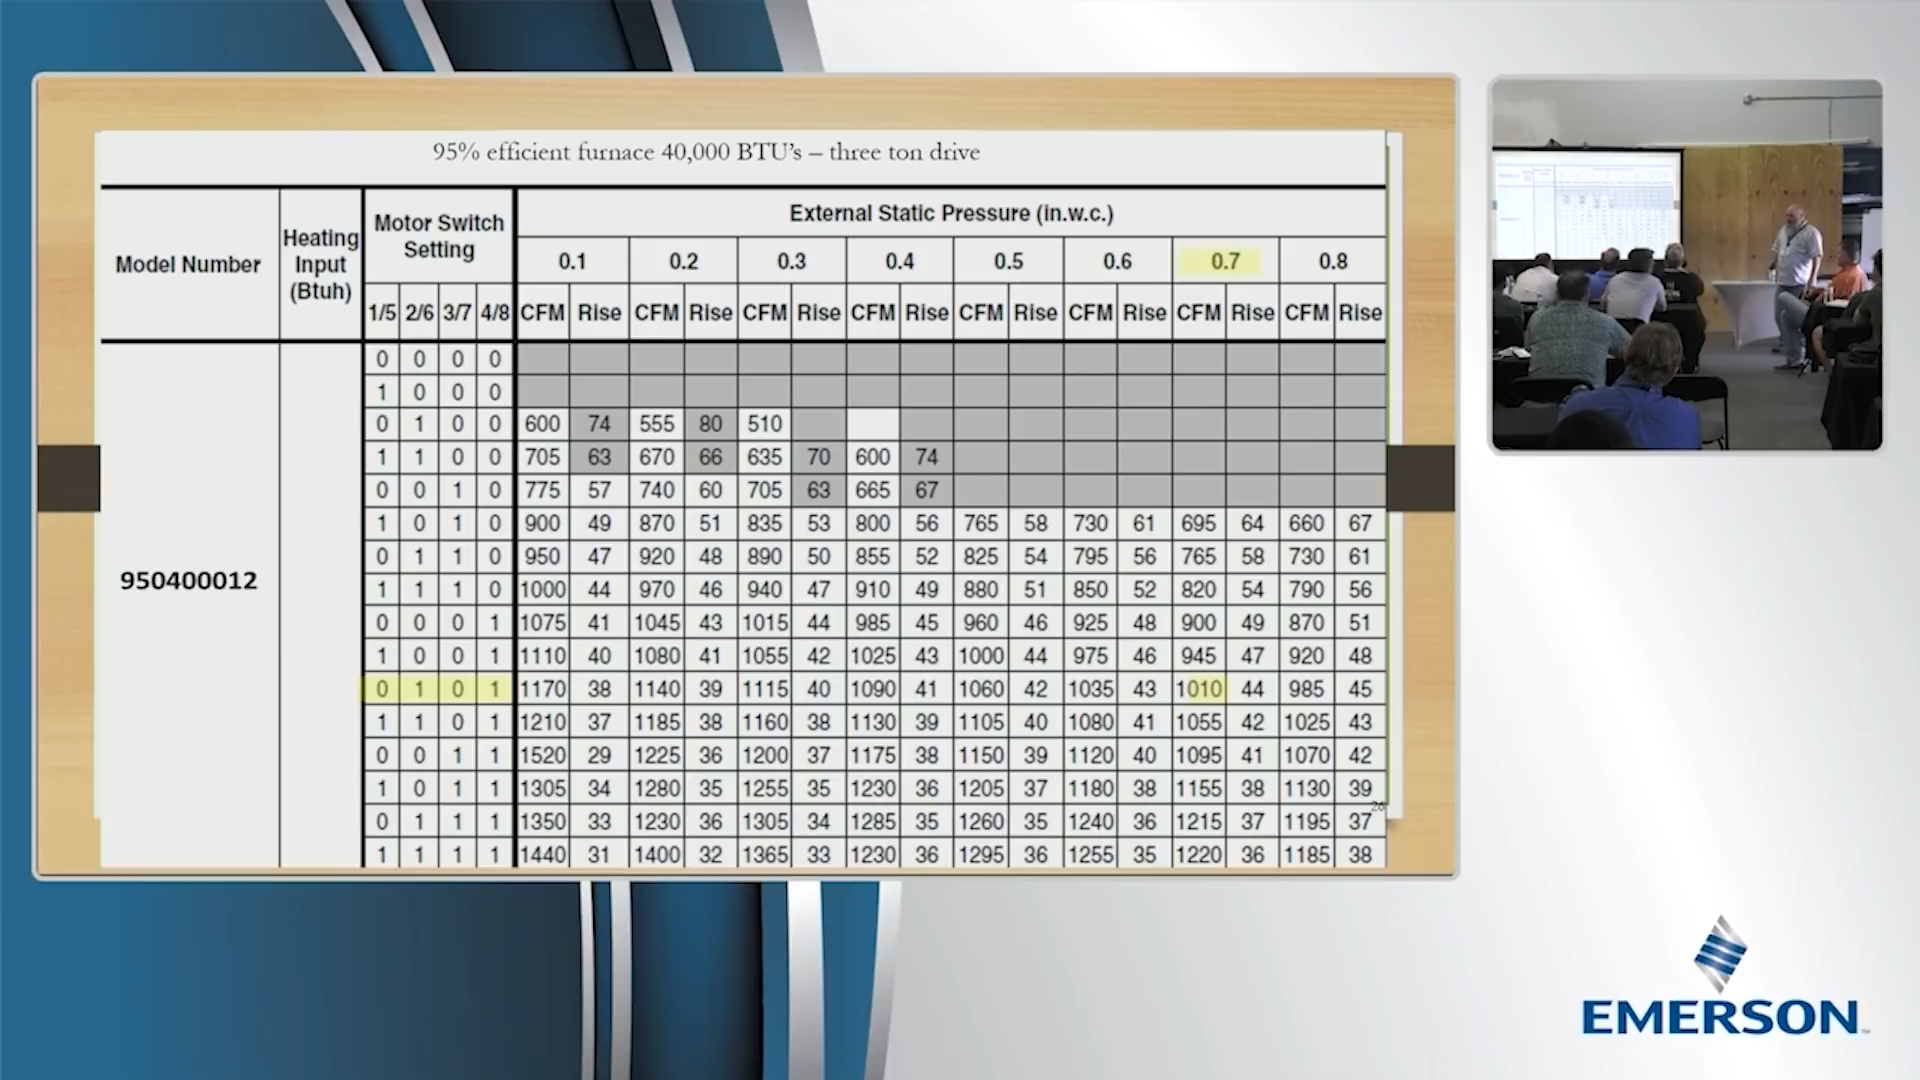 95% efficient furnace 40,000 BTU's – three ton drive
Model Number
Heating Input (Btuh)
Motor Switch Setting
External Static Pressure (in.w.c.)
0.1 0.2 0.3 0.4 0.5 0.6 0.7 0.8
1/5 2/6 3/7 4/8 CFM Rise CFM Rise CFM Rise CFM Rise CFM Rise CFM Rise CFM Rise CFM Rise
950400012
0 0 0 0
1 0 0 0
0 1 0 0 600 74 555 80 510
1 1 0 0 705 63 670 66 635 70 600 74
0 0 1 0 775 57 740 60 705 63 665 67
1 0 1 0 900 49 870 51 835 53 800 56 765 58 730 61 695 64 660 67
0 1 1 0 950 47 920 48 890 50 855 52 825 54 795 56 765 58 730 61
1 1 1 0 1000 44 970 46 940 47 910 49 880 51 850 52 820 54 790 56
0 0 0 1 1075 41 1045 43 1015 44 985 45 960 46 925 48 900 49 870 51
1 0 0 1 1110 40 1080 41 1055 42 1025 43 1000 44 975 46 945 47 920 48
0 1 0 1 1170 38 1140 39 1115 40 1090 41 1060 42 1035 43 1010 44 985 45
1 1 0 1 1210 37 1185 38 1160 38 1130 39 1105 40 1080 41 1055 42 1025 43
0 0 1 1 1520 29 1225 36 1200 37 1175 38 1150 39 1120 40 1095 41 1070 42
1 0 1 1 1305 34 1280 35 1255 35 1230 36 1205 37 1180 38 1155 38 1130 39
0 1 1 1 1350 33 1230 36 1305 34 1285 35 1260 35 1240 36 1215 37 1195 37
1 1 1 1 1440 31 1400 32 1365 33 1230 36 1295 36 1255 35 1220 36 1185 38
26
EMERSON